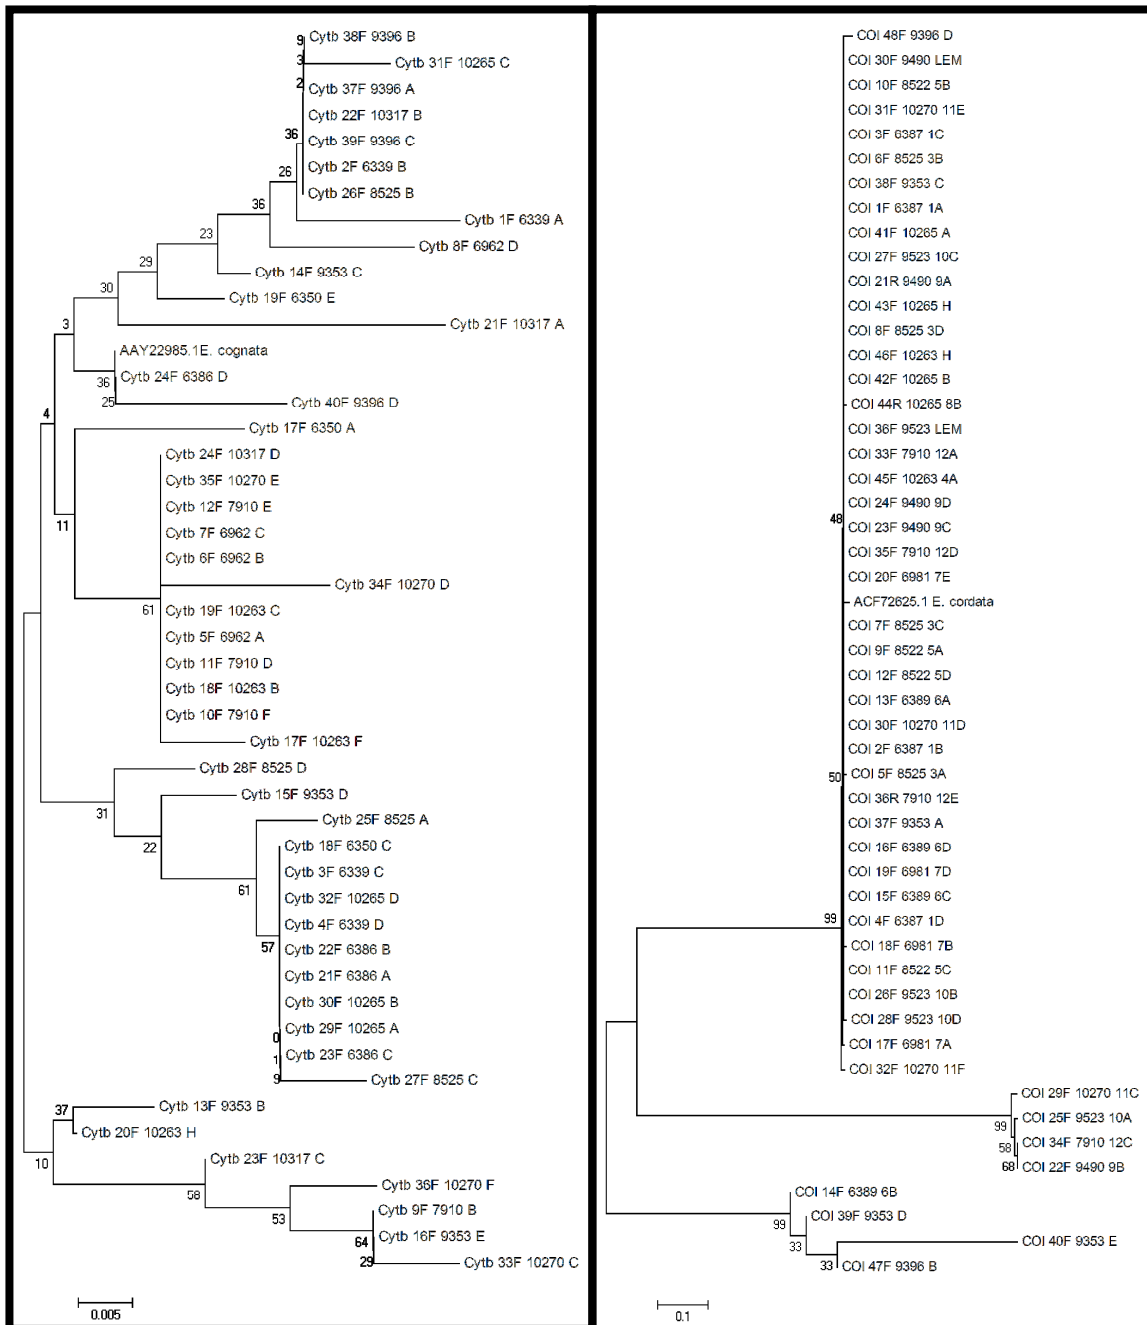 Cytb 38F 9396 B
9
3
Cytb 31F 10265 C
2
Cytb 37F 9396 A
Cytb 22F 10317 B
36
Cytb 39F 9396 C
26
Cytb 2F 6339 B
Cytb 26F 8525 B
36
Cytb 1F 6339 A
23
Cytb 8F 6962 D
29
Cytb 14F 9353 C
30
Cytb 19F 6350 E
3
Cytb 21F 10317 A
AAY22985.1E. cognata
36
Cytb 24F 6386 D
25
Cytb 40F 9396 D
4
Cytb 17F 6350 A
Cytb 24F 10317 D
Cytb 35F 10270 E
Cytb 12F 7910 E
11
Cytb 7F 6962 C
Cytb 6F 6962 B
Cytb 34F 10270 D
61
Cytb 19F 10263 C
Cytb 5F 6962 A
Cytb 11F 7910 D
Cytb 18F 10263 B
Cytb 10F 7910 F
Cytb 17F 10263 F
Cytb 28F 8525 D
31
Cytb 15F 9353 D
22
Cytb 25F 8525 A
61
Cytb 18F 6350 C
Cytb 3F 6339 C
Cytb 32F 10265 D
Cytb 4F 6339 D
57
Cytb 22F 6386 B
Cytb 21F 6386 A
Cytb 30F 10265 B
Cytb 29F 10265 A
0
1
Cytb 23F 6386 C
9
Cytb 27F 8525 C
37
Cytb 13F 9353 B
Cytb 20F 10263 H
10
Cytb 23F 10317 C
58
Cytb 36F 10270 F
53
Cytb 9F 7910 B
64
Cytb 16F 9353 E
29
Cytb 33F 10270 C
0.005
COI 48F 9396 D
COI 30F 9490 LEM
COI 10F 8522 5B
COI 31F 10270 11E
COI 3F 6387 1C
COI 6F 8525 3B
COI 38F 9353 C
COI 1F 6387 1A
COI 41F 10265 A
COI 27F 9523 10C
COI 21R 9490 9A
COI 43F 10265 H
COI 8F 8525 3D
COI 46F 10263 H
COI 42F 10265 B
COI 44R 10265 8B
COI 36F 9523 LEM
COI 33F 7910 12A
COI 45F 10263 4A
COI 24F 9490 9D
48
COI 23F 9490 9C
COI 35F 7910 12D
COI 20F 6981 7E
ACF72625.1 E. cordata
COI 7F 8525 3C
COI 9F 8522 5A
COI 12F 8522 5D
COI 13F 6389 6A
COI 30F 10270 11D
COI 2F 6387 1B
50
COI 5F 8525 3A
COI 36R 7910 12E
COI 37F 9353 A
COI 16F 6389 6D
COI 19F 6981 7D
COI 15F 6389 6C
99
COI 4F 6387 1D
COI 18F 6981 7B
COI 11F 8522 5C
COI 26F 9523 10B
COI 28F 9523 10D
COI 17F 6981 7A
COI 32F 10270 11F
COI 29F 10270 11C
99
COI 25F 9523 10A
58
COI 34F 7910 12C
68
COI 22F 9490 9B
COI 14F 6389 6B
99
COI 39F 9353 D
33
COI 40F 9353 E
33
COI 47F 9396 B
0.1